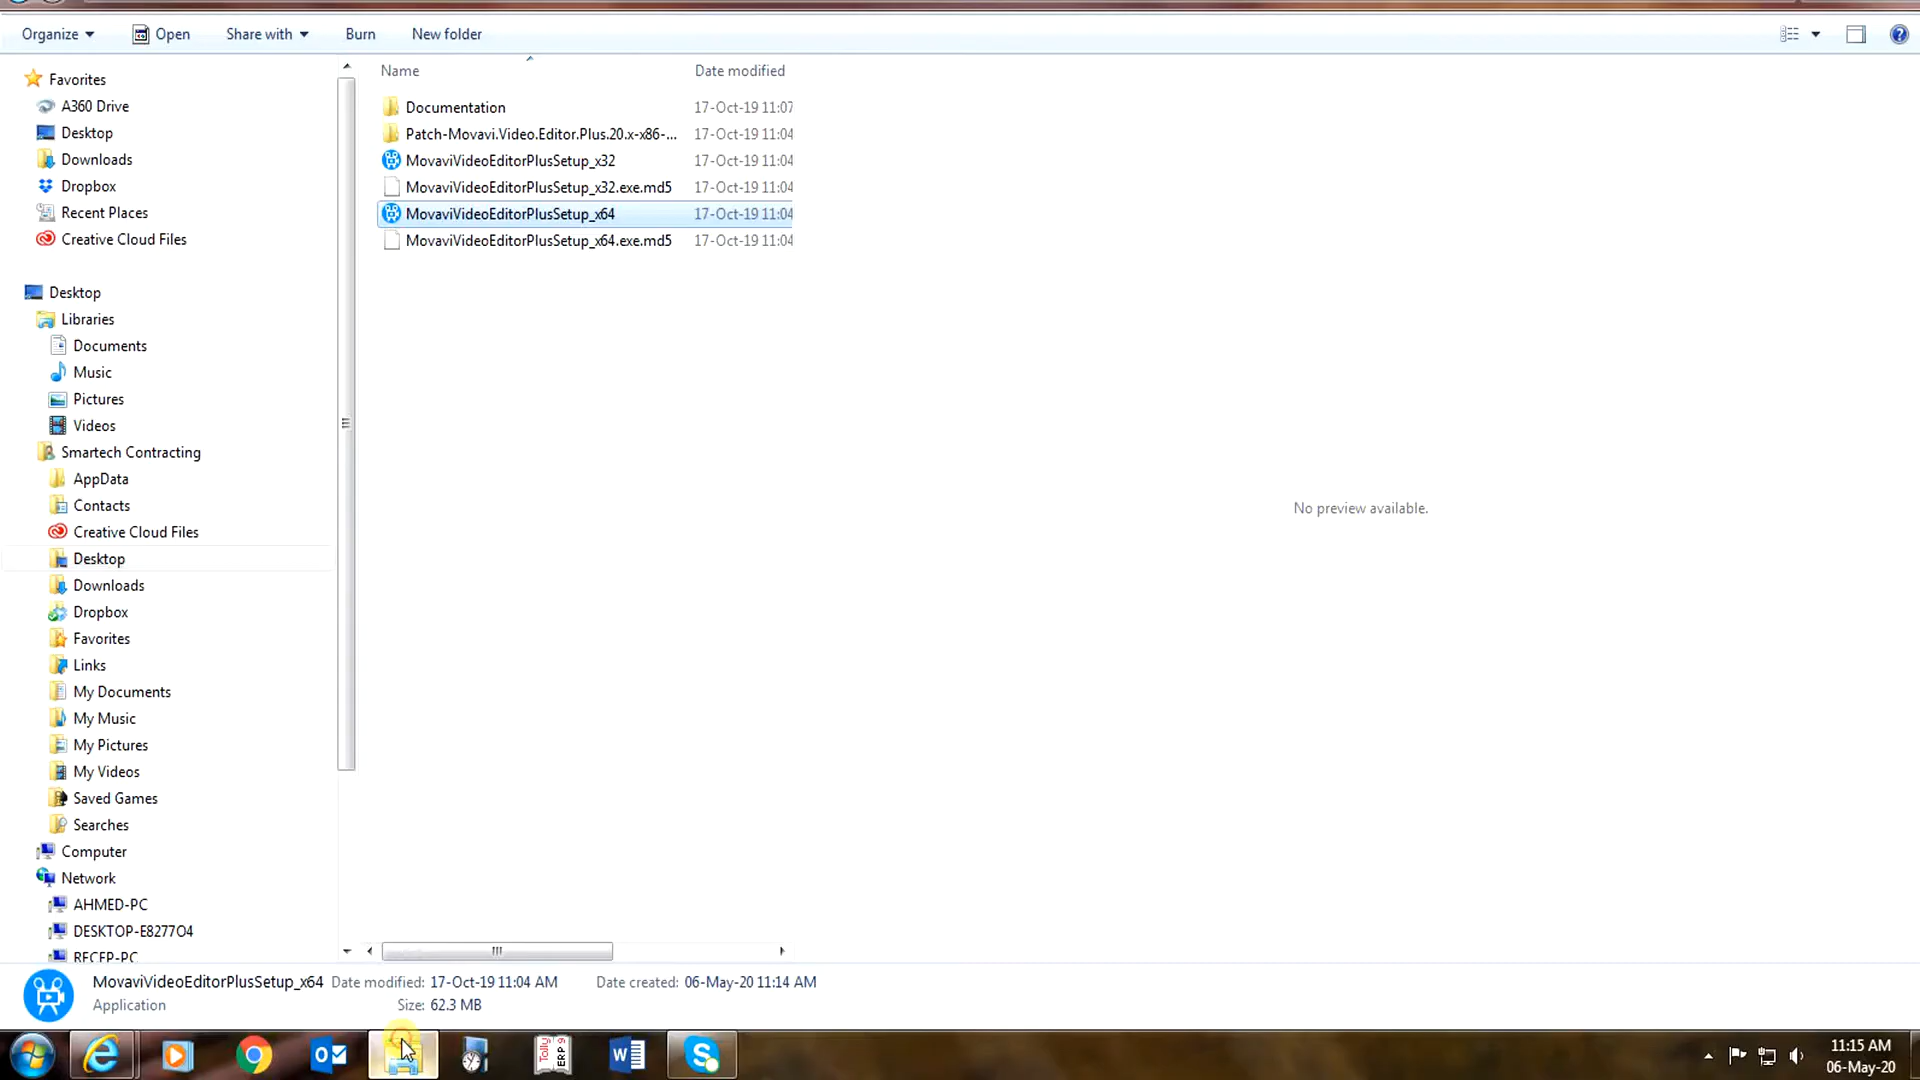 Organize
Open
Share with
Burn
New folder
Name
Date modified
Favorites
A360 Drive
Desktop
Downloads
Dropbox
Recent Places
Creative Cloud Files
Desktop
Libraries
Documents
Music
Pictures
Videos
Smartech Contracting
AppData
Contacts
Creative Cloud Files
Desktop
Downloads
Dropbox
Favorites
Links
My Documents
My Music
My Pictures
My Videos
Saved Games
Searches
Computer
Network
AHMED-PC
DESKTOP-E8277O4
RECEP-PC
Documentation 17-Oct-19 11:07
Patch-Movavi.Video.Editor.Plus.20.x-x86-... 17-Oct-19 11:04
MovaviVideoEditorPlusSetup_x32 17-Oct-19 11:04
MovaviVideoEditorPlusSetup_x32.exe.md5 17-Oct-19 11:04
MovaviVideoEditorPlusSetup_x64 17-Oct-19 11:04
MovaviVideoEditorPlusSetup_x64.exe.md5 17-Oct-19 11:04
No preview available.
MovaviVideoEditorPlusSetup_x64 Date modified: 17-Oct-19 11:04 AM Date created: 06-May-20 11:14 AM
Application Size: 62.3 MB
Tally
ERP 9
11:15 AM
06-May-20